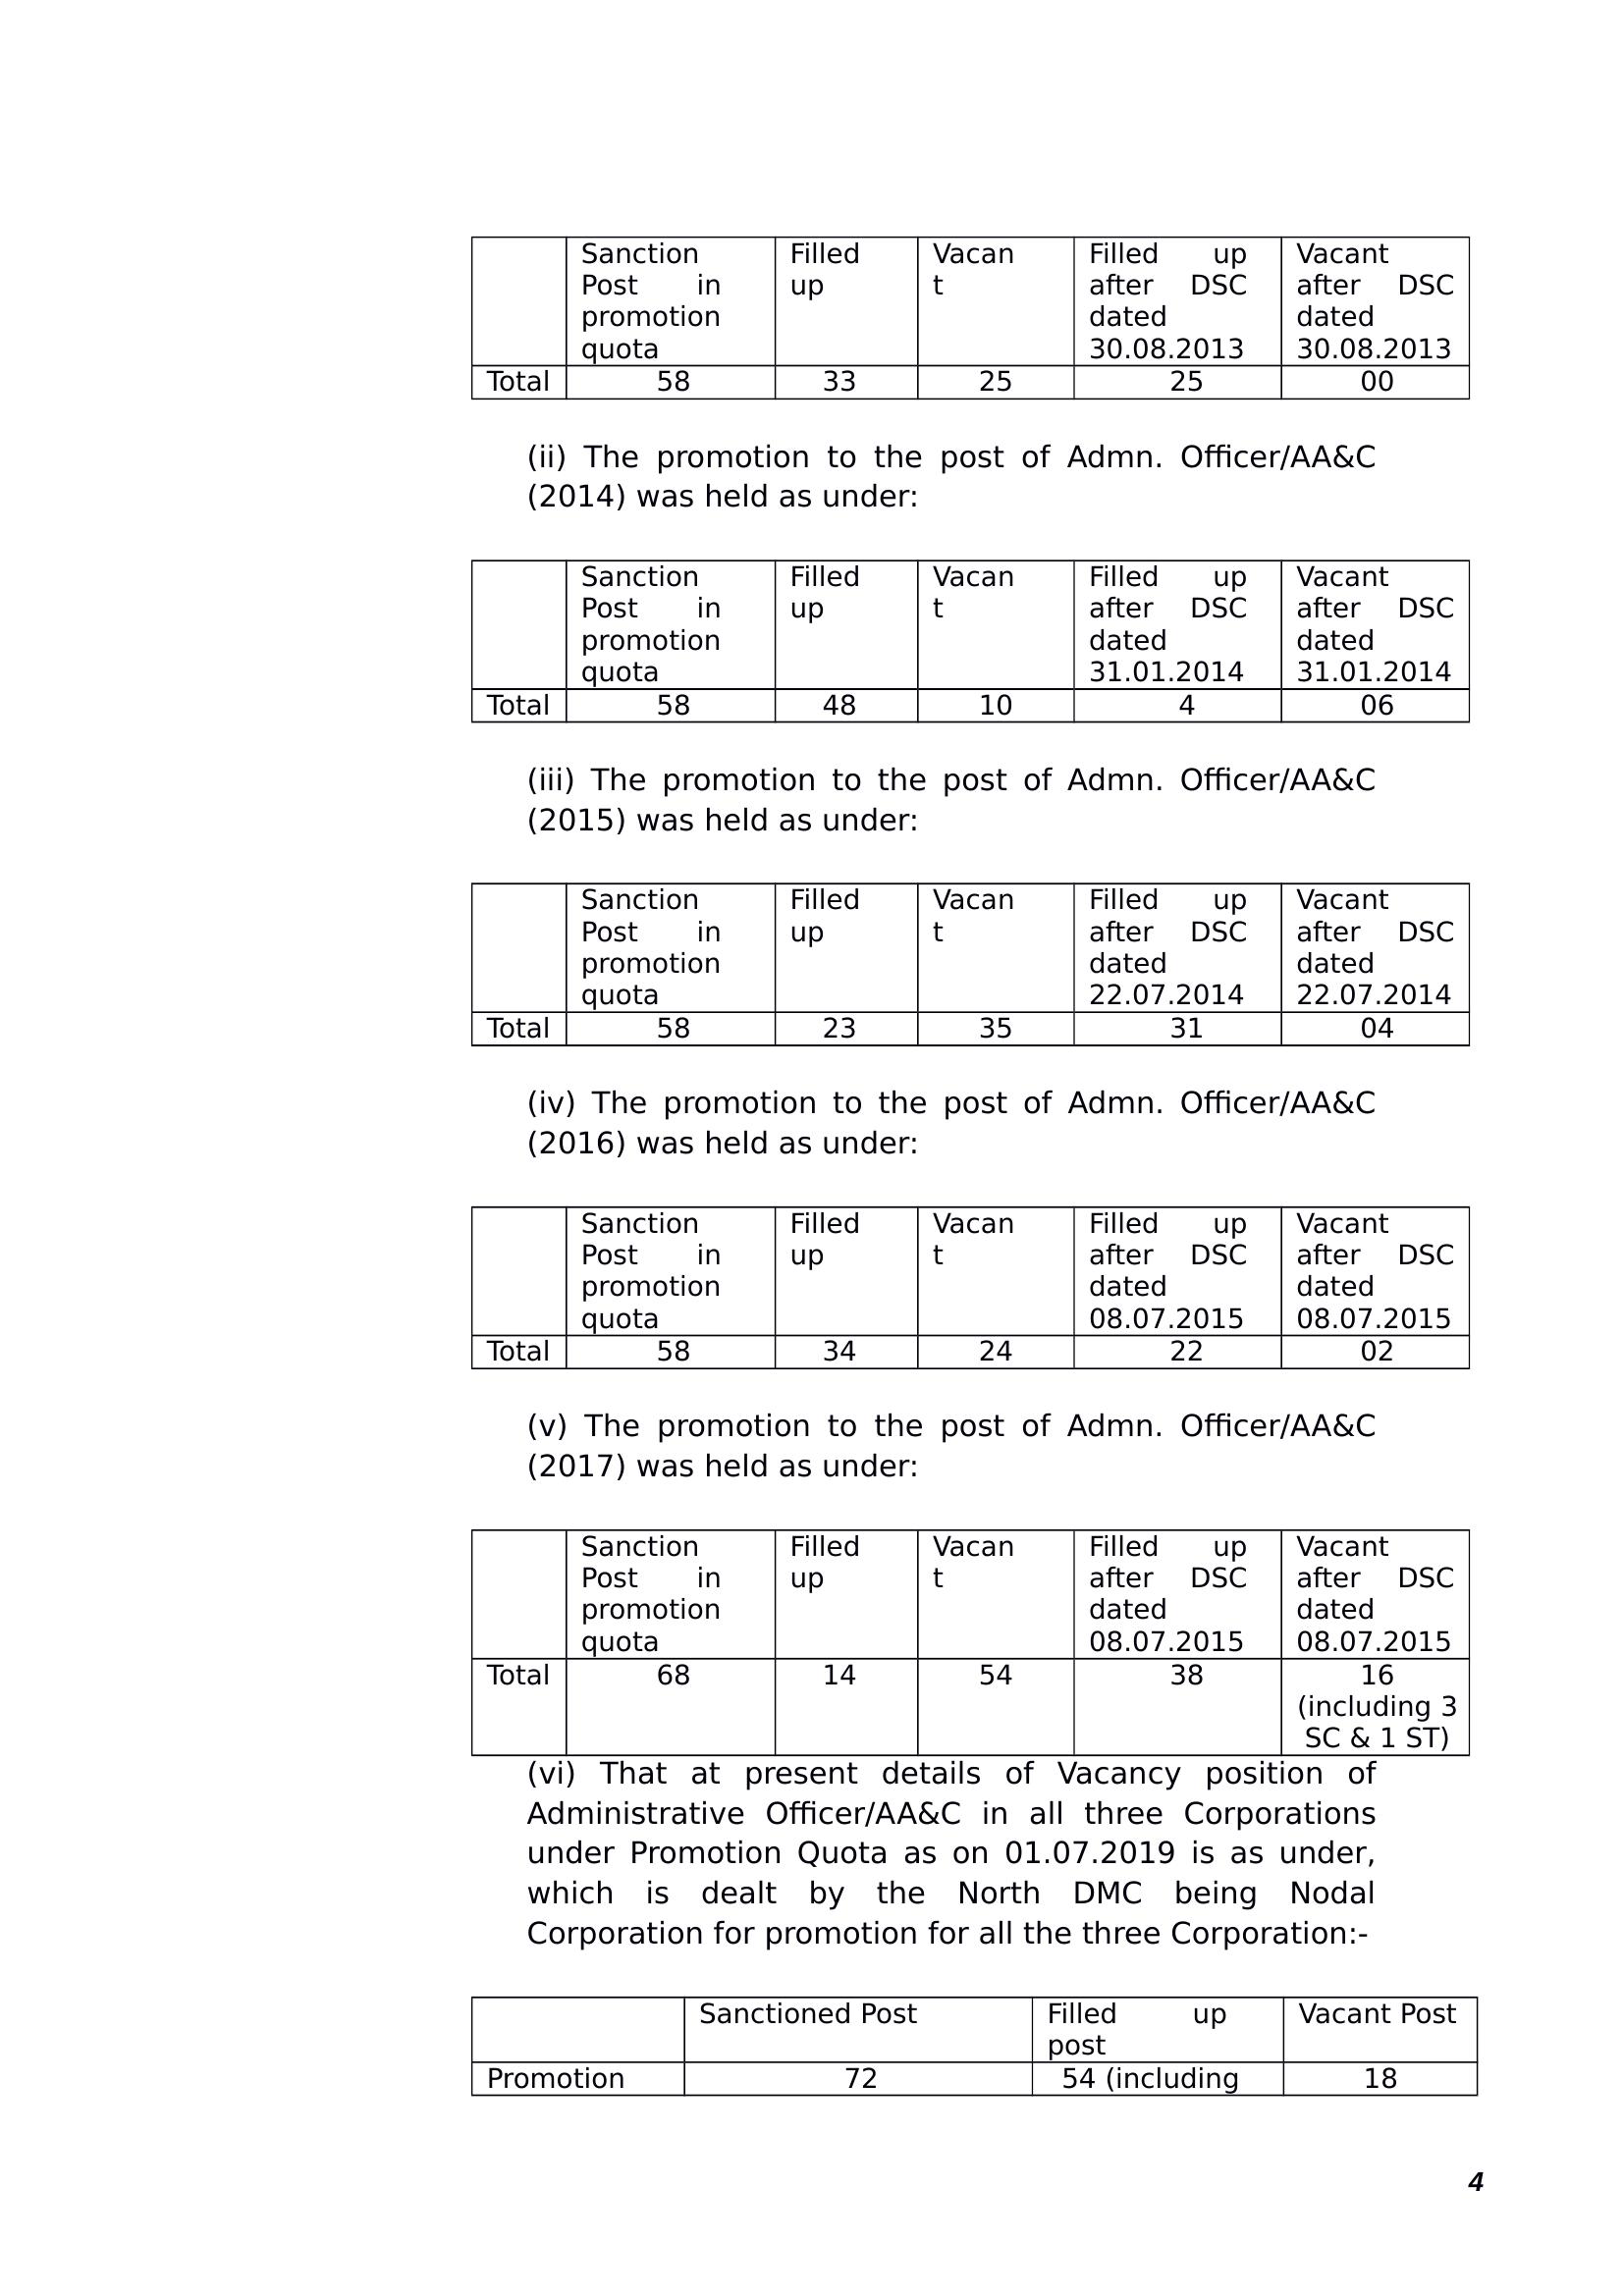 Sanction Post in promotion quota | Filled up | Vacan t | Filled up after DSC dated 30.08.2013 | Vacant after DSC dated 30.08.2013
Total | 58 | 33 | 25 | 25 | 00
(ii) The promotion to the post of Admn. Officer/AA&C
(2014) was held as under:
Sanction Post in promotion quota | Filled up | Vacan t | Filled up after DSC dated 31.01.2014 | Vacant after DSC dated 31.01.2014
Total | 58 | 48 | 10 | 4 | 06
(iii) The promotion to the post of Admn. Officer/AA&C
(2015) was held as under:
Sanction Post in promotion quota | Filled up | Vacan t | Filled up after DSC dated 22.07.2014 | Vacant after DSC dated 22.07.2014
Total | 58 | 23 | 35 | 31 | 04
(iv) The promotion to the post of Admn. Officer/AA&C
(2016) was held as under:
Sanction Post in promotion quota | Filled up | Vacan t | Filled up after DSC dated 08.07.2015 | Vacant after DSC dated 08.07.2015
Total | 58 | 34 | 24 | 22 | 02
(v) The promotion to the post of Admn. Officer/AA&C
(2017) was held as under:
Sanction Post in promotion quota | Filled up | Vacan t | Filled up after DSC dated 08.07.2015 | Vacant after DSC dated 08.07.2015
Total | 68 | 14 | 54 | 38 | 16 (including 3 SC & 1 ST)
(vi) That at present details of Vacancy position of
Administrative Officer/AA&C in all three Corporations
under Promotion Quota as on 01.07.2019 is as under,
which is dealt by the North DMC being Nodal
Corporation for promotion for all the three Corporation:-
Sanctioned Post | Filled up post | Vacant Post
Promotion | 72 | 54 (including | 18
4